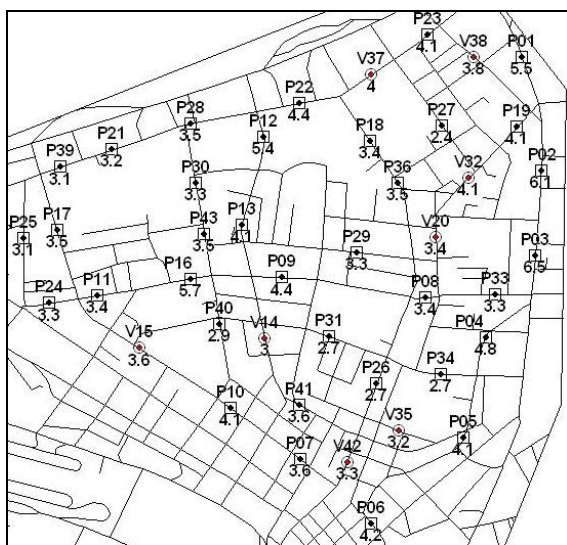 P23
4.1
V38
3.8
P01
5.5
V37
4
P22
4.4
P28
3.5
P12
5.4
P27
2.4
P19
4.1
P18
3.4
P21
3.2
P39
3.1
P30
3.3
P36
3.5
V32
4.1
P02
6.1
P25
3.1
P17
3.5
P43
3.5
P13
4.1
V20
3.4
P29
3.3
P03
6.5
P16
5.7
P09
4.4
P24
3.3
P11
3.4
P08
3.4
P33
3.3
P40
2.9
V14
3
P31
2.7
P04
4.8
V15
3.6
P26
2.7
P34
2.7
P10
4.1
P41
3.6
V35
3.2
P05
4.1
P07
3.6
V42
3.3
P06
4.2